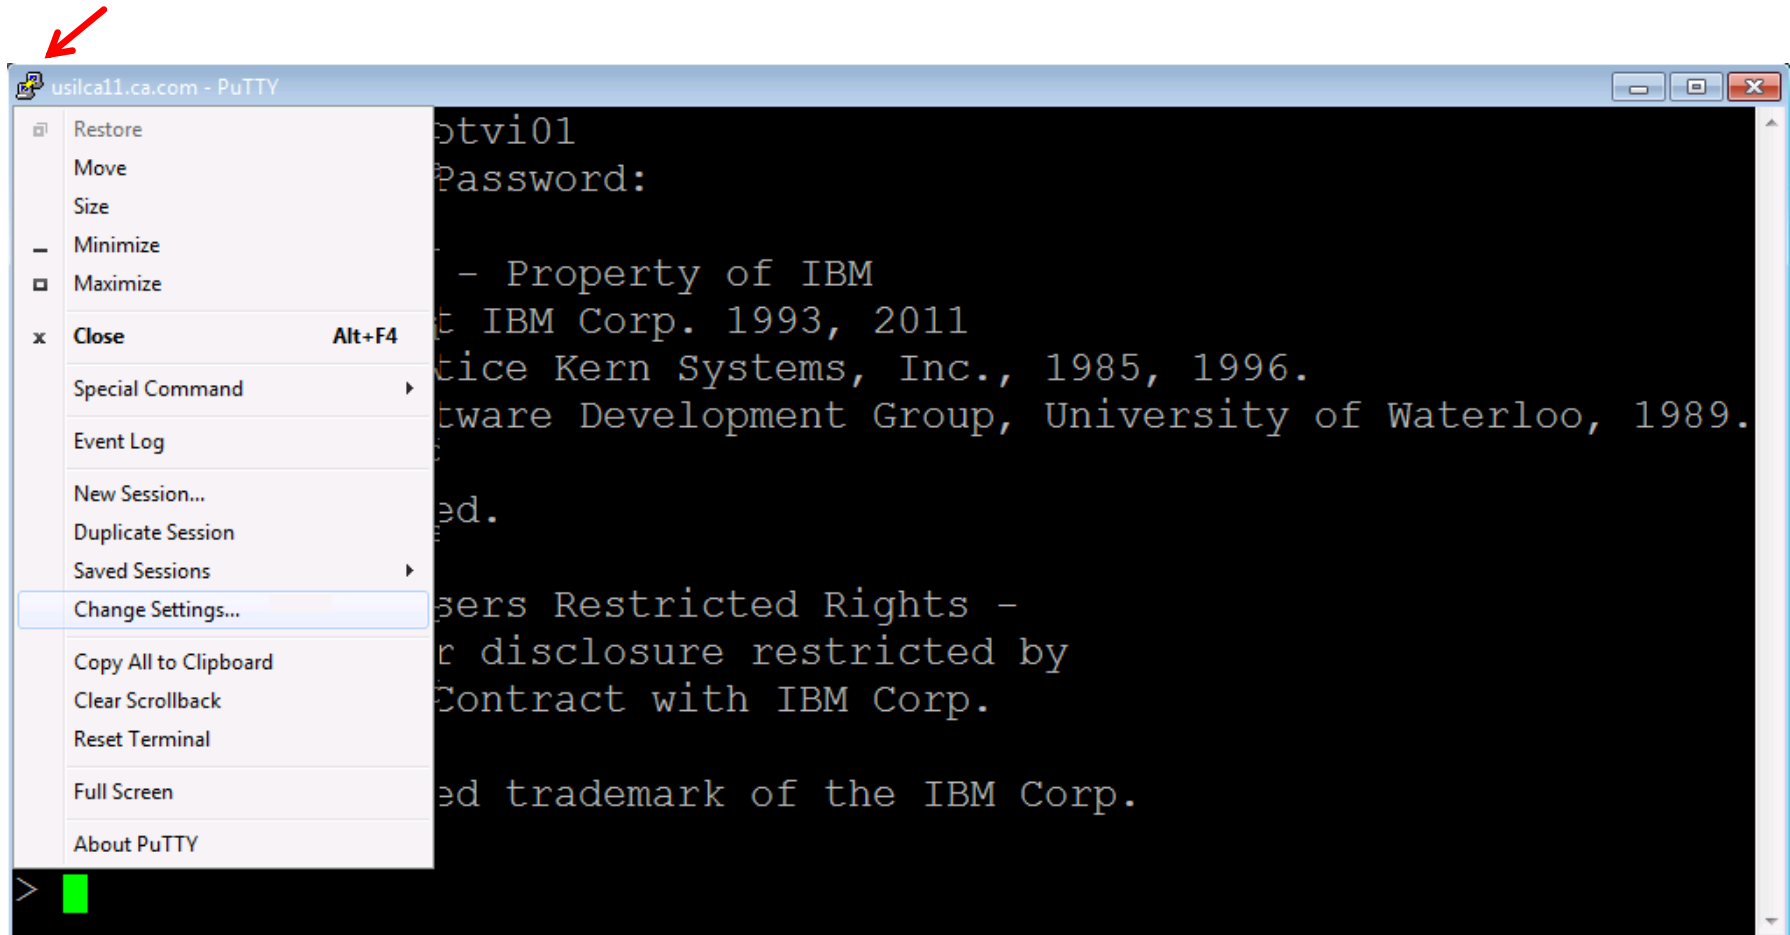 usilca11.ca.com - PuTTY
Restore
Move
Size
Minimize
Maximize
Close Alt+F4
Special Command
Event Log
New Session...
Duplicate Session
Saved Sessions
Change Settings...
Copy All to Clipboard
Clear Scrollback
Reset Terminal
Full Screen
About PuTTY
otvi01
Password:
- Property of IBM
t IBM Corp. 1993, 2011
tice Kern Systems, Inc., 1985, 1996.
tware Development Group, University of Waterloo, 1989.
ed.
sers Restricted Rights -
r disclosure restricted by
Contract with IBM Corp.
ed trademark of the IBM Corp.
>